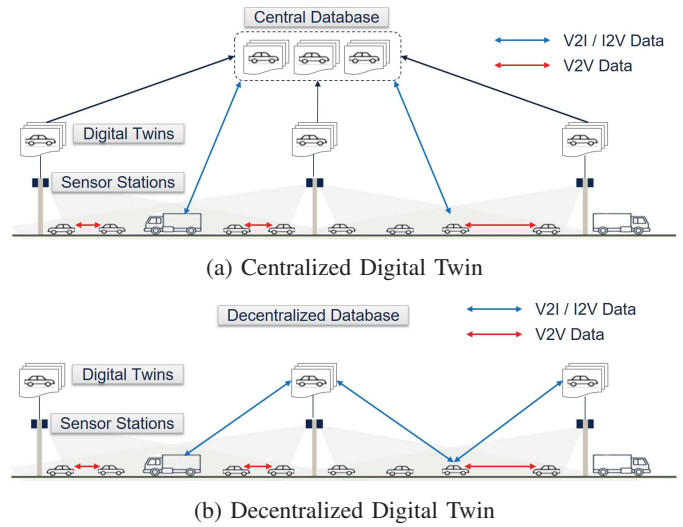 Central Database
V2I / I2V Data
V2V Data
Digital Twins
Sensor Stations
(a) Centralized Digital Twin
Decentralized Database
V2I / I2V Data
V2V Data
Digital Twins
Sensor Stations
(b) Decentralized Digital Twin